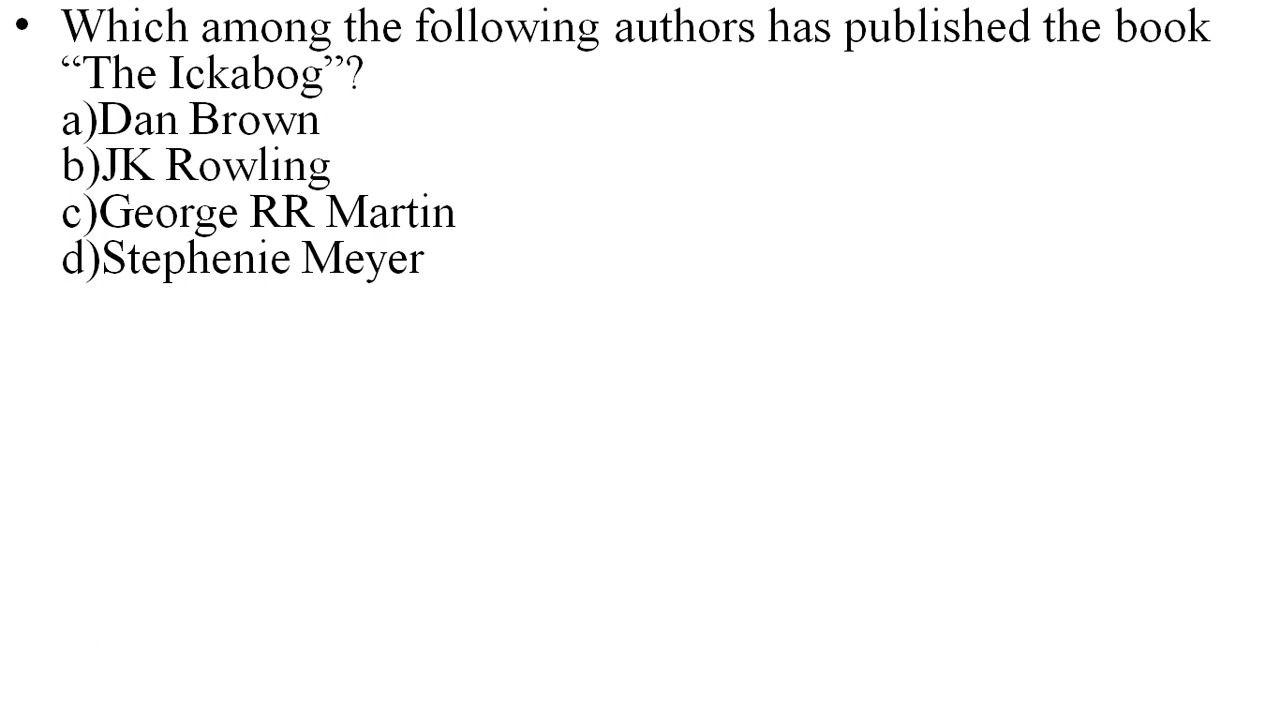 • Which among the following authors has published the book
“The Ickabog”?
a)Dan Brown
b)JK Rowling
c)George RR Martin
d)Stephenie Meyer